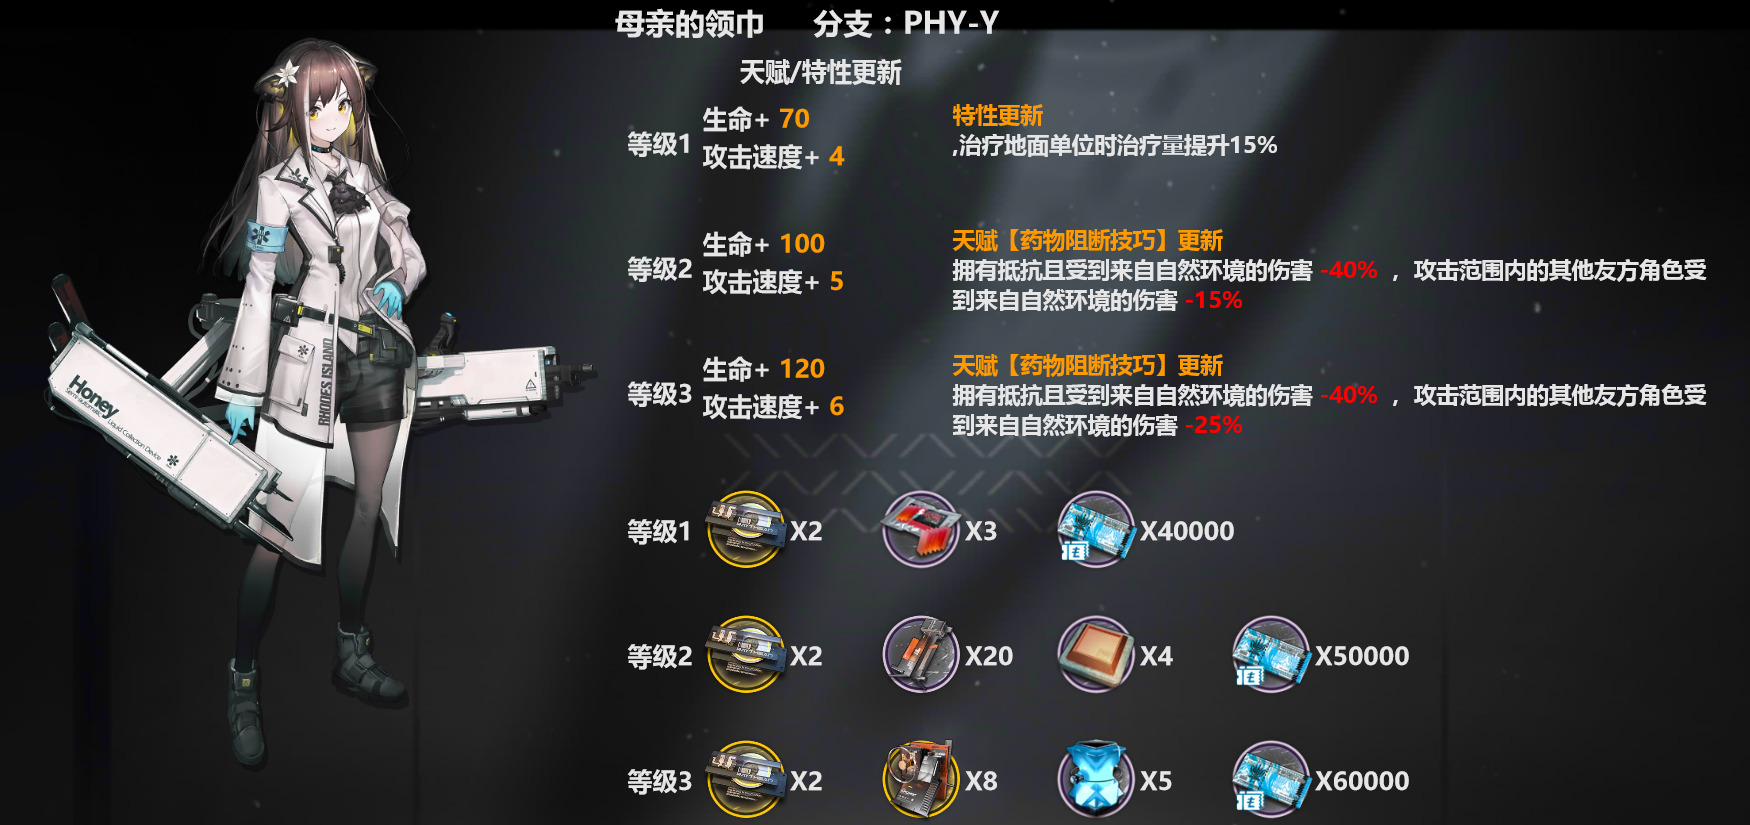 母亲的领巾 分支：PHY-Y
天赋/特性更新
等级1
生命+ 70
攻击速度+ 4
特性更新
,治疗地面单位时治疗量提升15%
等级2
生命+ 100
攻击速度+ 5
天赋【药物阻断技巧】更新
拥有抵抗且受到来自自然环境的伤害 -40% ，攻击范围内的其他友方角色受
到来自自然环境的伤害 -15%
等级3
生命+ 120
攻击速度+ 6
天赋【药物阻断技巧】更新
拥有抵抗且受到来自自然环境的伤害 -40% ，攻击范围内的其他友方角色受
到来自自然环境的伤害 -25%
等级1 X2 X3 X40000
等级2 X2 X20 X4 X50000
等级3 X2 X8 X5 X60000
Honey
Semi-automatic
Liquid Collection Device
RHODES ISLAND